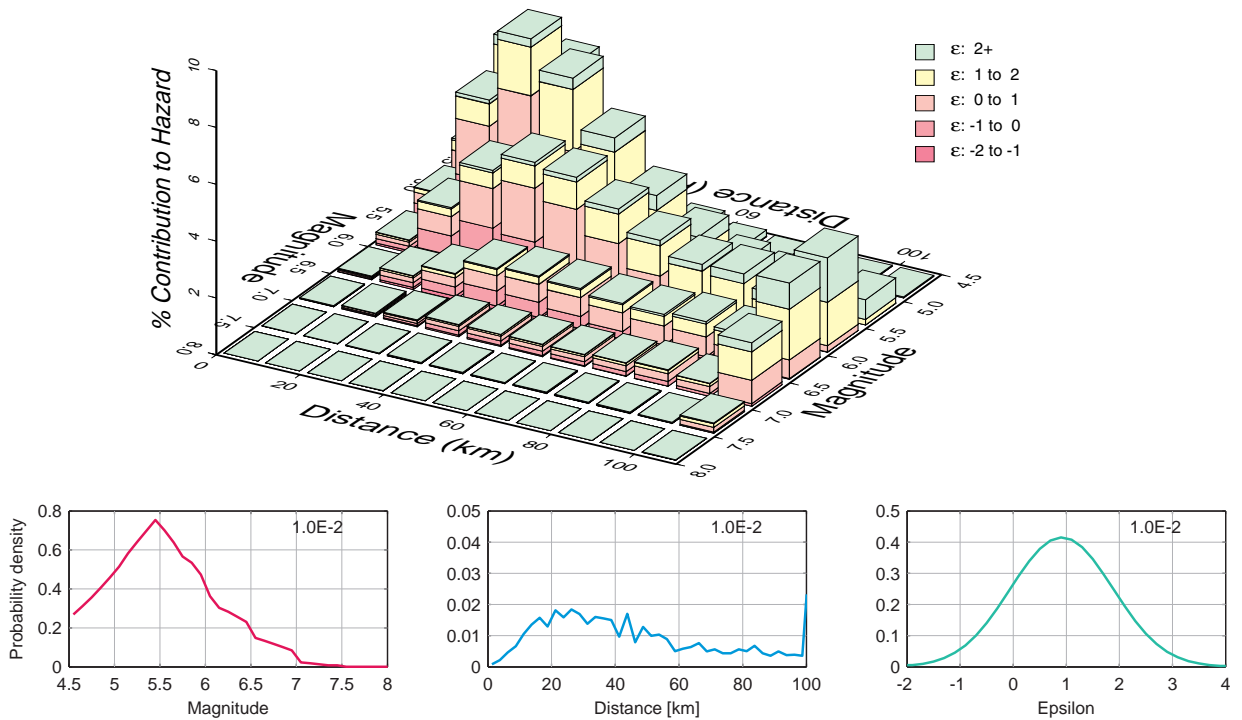 % Contribution to Hazard
10
8
6
4
2
ε: 2+
ε: 1 to 2
ε: 0 to 1
ε: -1 to 0
ε: -2 to -1
5.5
6.0
6.5
7.0
7.5
8.0
Magnitude
60
100
Distance (
4.5
5.0
5.5
6.0
6.5
7.0
7.5
8.0
Magnitude
0
20
40
60
80
100
Distance (km)
0.8
0.6
0.4
0.2
0
Probability density
1.0E-2
4.5 5 5.5 6 6.5 7 7.5 8
Magnitude
0.05
0.04
0.03
0.02
0.01
0
1.0E-2
0 20 40 60 80 100
Distance [km]
0.5
0.4
0.3
0.2
0.1
0
1.0E-2
-2 -1 0 1 2 3 4
Epsilon